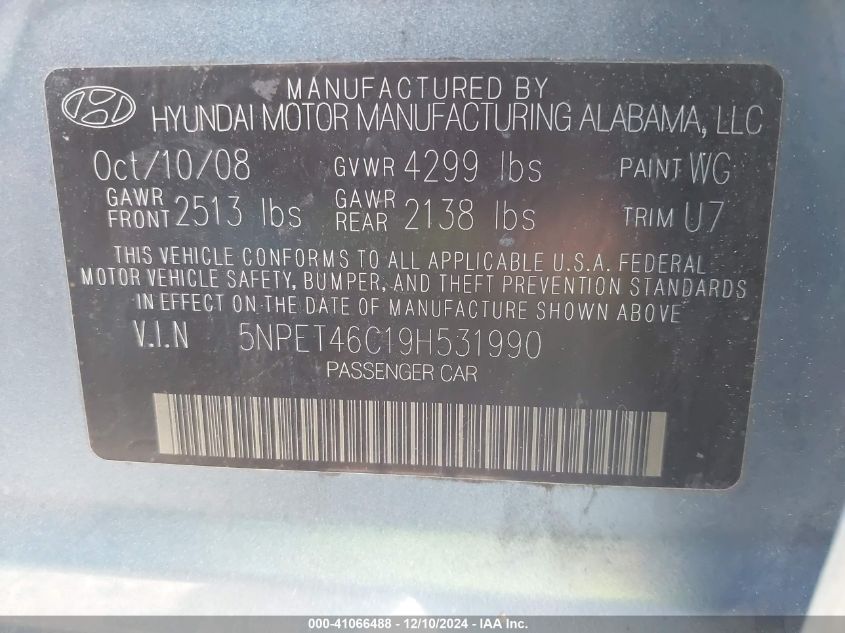 MANUFACTURED BY
HYUNDAI MOTOR MANUFACTURING ALABAMA, LLC
Oct/10/08 GVWR 4299 lbs PAINT WG
GAWR FRONT 2513 lbs GAWR REAR 2138 lbs TRIM U7
THIS VEHICLE CONFORMS TO ALL APPLICABLE U.S.A. FEDERAL
MOTOR VEHICLE SAFETY, BUMPER, AND THEFT PREVENTION STANDARDS
IN EFFECT ON THE DATE OF MANUFACTURE SHOWN ABOVE
V.I.N 5NPET46C19H531990
PASSENGER CAR
000-41066488 - 12/10/2024 - IAA Inc.